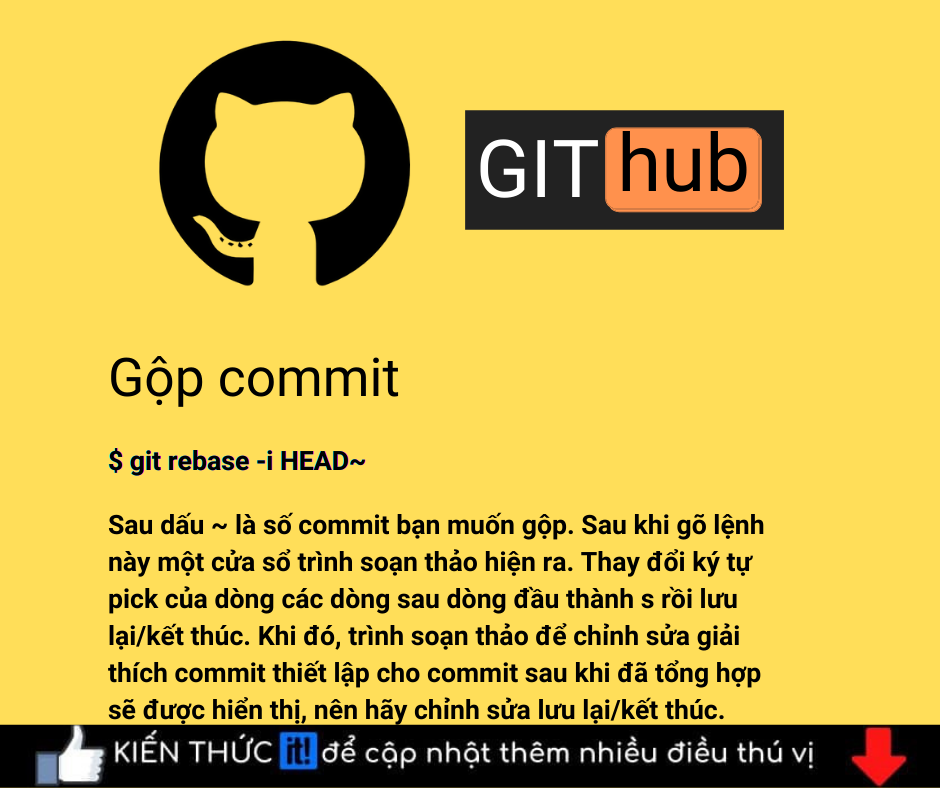 GIT hub
Gộp commit
$ git rebase -i HEAD~
Sau dấu ~ là số commit bạn muốn gộp. Sau khi gõ lệnh
này một cửa sổ trình soạn thảo hiện ra. Thay đổi ký tự
pick của dòng các dòng sau dòng đầu thành s rồi lưu
lại/kết thúc. Khi đó, trình soạn thảo để chỉnh sửa giải
thích commit thiết lập cho commit sau khi đã tổng hợp
sẽ được hiển thị, nên hãy chỉnh sửa lưu lại/kết thúc.
KIẾN THỨC it! để cập nhật thêm nhiều điều thú vị